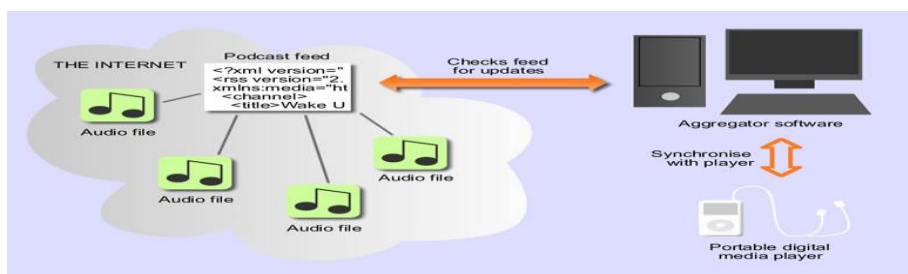 THE INTERNET
Podcast feed
<?xml version="
<rss version="2.
xmlns:media="ht
<channel>
<title>Wake U
Audio file
Audio file
Audio file
Audio file
Checks feed
for updates
Aggregator software
Synchronise
with player
Portable digital
media player